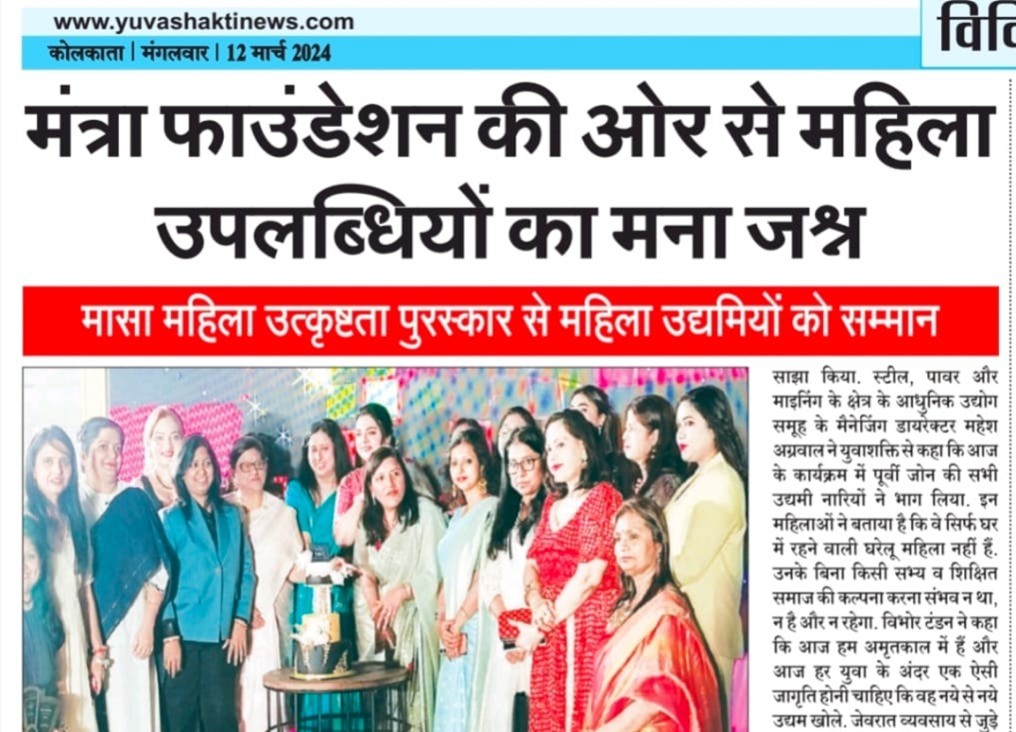 www.yuvashaktinews.com
कोलकाता | मंगलवार | 12 मार्च 2024
मंत्रा फाउंडेशन की ओर से महिला
उपलब्धियों का मना जश्न
मासा महिला उत्कृष्टता पुरस्कार से महिला उद्यमियों को सम्मान
साझा किया. स्टील, पावर और
माइनिंग के क्षेत्र के आधुनिक उद्योग
समूह के मैनेजिंग डायरेक्टर महेश
अग्रवाल ने युवाशक्ति से कहा कि आज
के कार्यक्रम में पूर्वी जोन की सभी
उद्यमी नारियों ने भाग लिया. इन
महिलाओं ने बताया है कि वे सिर्फ घर
में रहने वाली घरेलू महिला नहीं हैं.
उनके बिना किसी सभ्य व शिक्षित
समाज की कल्पना करना संभव न था,
न है और न रहेगा. विभोर टंडन ने कहा
कि आज हम अमृतकाल में हैं और
आज हर युवा के अंदर एक ऐसी
जागृति होनी चाहिए कि वह नये से नये
उद्यम खोले. जेवरात व्यवसाय से जुड़े